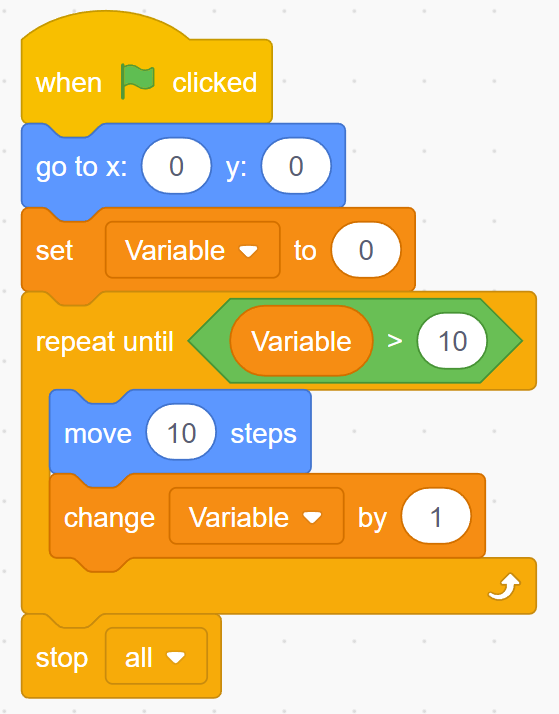 when clicked
go to x: 0 y: 0
set Variable to 0
repeat until Variable > 10
move 10 steps
change Variable by 1
stop all